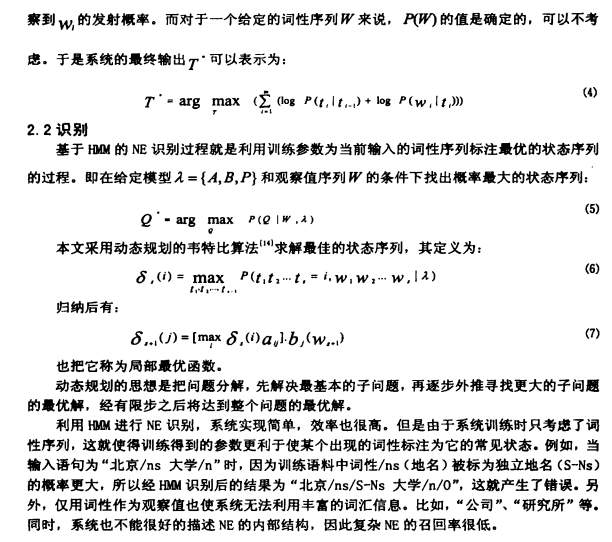 察到 w_i 的发射概率。而对于一个给定的词性序列 W 来说，P(W) 的值是确定的，可以不考
虑。于是系统的最终输出 T* 可以表示为：
T* = arg max_T (∑_{i=1}^{m} (log P(t_i | t_{i-1}) + log P(w_i | t_i))) (4)
2.2 识别
基于 HMM 的 NE 识别过程就是利用训练参数为当前输入的词性序列标注最优的状态序列
的过程。即在给定模型 λ = {A, B, P} 和观察值序列 W 的条件下找出概率最大的状态序列：
Q* = arg max_Q P(Q | W, λ) (5)
本文采用动态规划的韦特比算法[14]求解最佳的状态序列，其定义为：
δ_t(i) = max_{t_1,t_2…t_{t-1}} P(t_1 t_2 … t_t = i, w_1 w_2 … w_t | λ) (6)
归纳后有：
δ_{t+1}(j) = [max_i δ_t(i) a_{ij}]·b_j(w_{t+1}) (7)
也把它称为局部最优函数。
动态规划的思想是把问题分解，先解决最基本的子问题，再逐步外推寻找更大的子问题
的最优解，经有限步之后将达到整个问题的最优解。
利用 HMM 进行 NE 识别，系统实现简单，效率也很高。但是由于系统训练时只考虑了词
性序列，这就使得训练得到的参数更利于使某个出现的词性标注为它的常见状态。例如，当
输入语句为“北京/ns 大学/n”时，因为训练语料中词性/ns（地名）被标为独立地名（S-Ns）
的概率更大，所以经 HMM 识别后的结果为“北京/ns/S-Ns 大学/n/O”，这就产生了错误。另
外，仅用词性作为观察值也使系统无法利用丰富的词汇信息。比如，“公司”、“研究所”等。
同时，系统也不能很好的描述 NE 的内部结构，因此复杂 NE 的召回率很低。